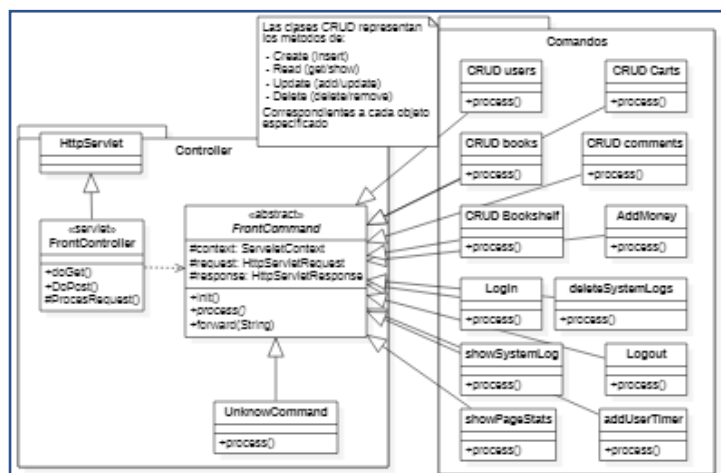 Las clases CRUD representan
los métodos de:
- Create (insert)
- Read (get/show)
- Update (add/update)
- Delete (delete/remove)
Correspondientes a cada objeto
especificado
Controller
HttpServlet
«servlet»
FrontController
+doGet()
+DoPost()
#ProcesRequest()
«abstract»
FrontCommand
#context: ServeletContext
#request: HttpServletRequest
#response: HttpServletResponse
+init()
+process()
+forward(String)
UnknowCommand
+process()
Comandos
CRUD users
+process()
CRUD Carts
+process()
CRUD books
+process()
CRUD comments
+process()
CRUD Bookshelf
+process()
AddMoney
+process()
Login
+process()
deleteSystemLogs
+process()
showSystemLog
+process()
Logout
+process()
showPageStats
+process()
addUserTimer
+process()